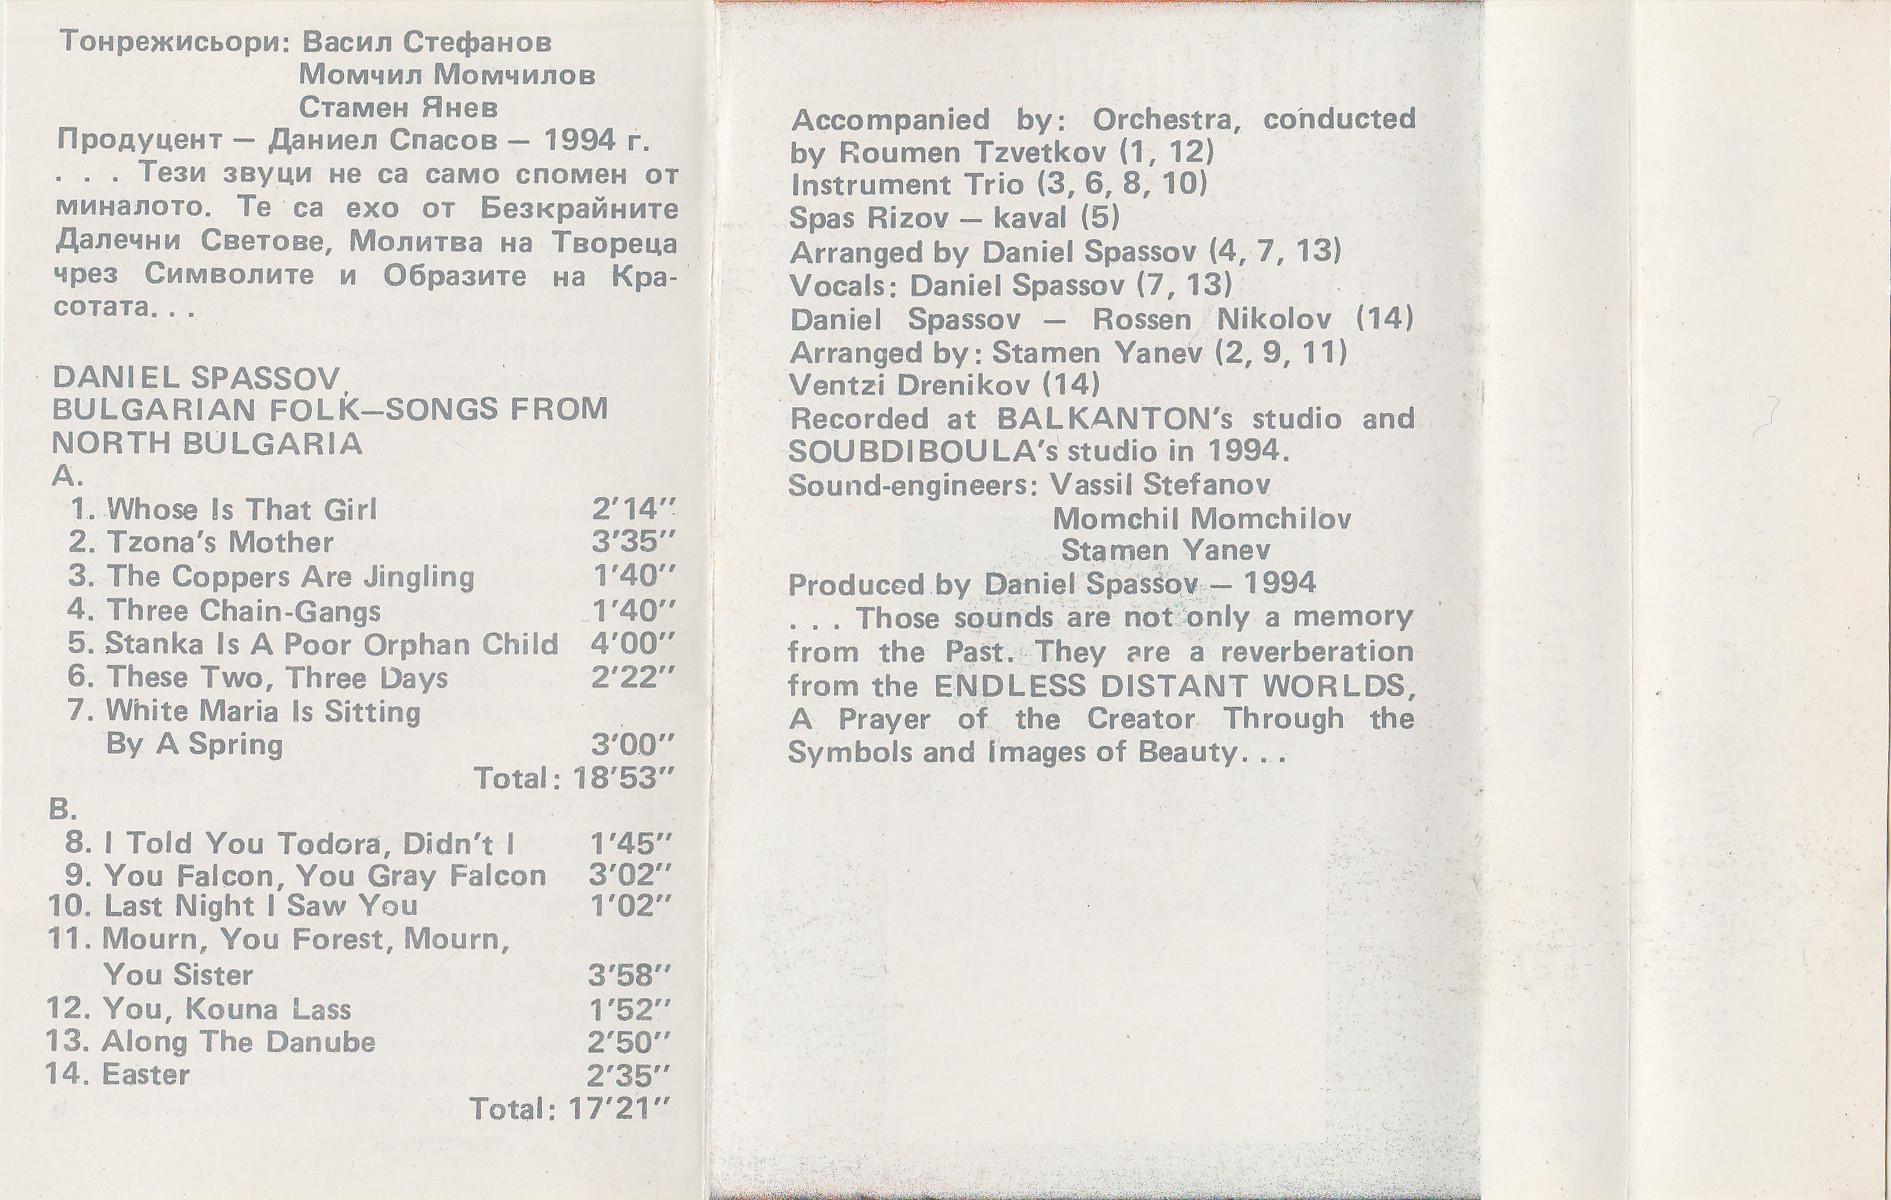 Тонрежисьори: Васил Стефанов
Момчил Момчилов
Стамен Янев
Продуцент — Даниел Спасов — 1994 г.
. . . Тези звуци не са само спомен от
миналото. Те са ехо от Безкрайните
Далечни Светове, Молитва на Твореца
чрез Символите и Образите на Кра-
сотата. . .
DANIEL SPASSOV,
BULGARIAN FOLK—SONGS FROM
NORTH BULGARIA
A.
1. Whose Is That Girl 2′14″
2. Tzona's Mother 3′35″
3. The Coppers Are Jingling 1′40″
4. Three Chain-Gangs 1′40″
5. Stanka Is A Poor Orphan Child 4′00″
6. These Two, Three Days 2′22″
7. White Maria Is Sitting
By A Spring 3′00″
Total: 18′53″
B.
8. I Told You Todora, Didn't I 1′45″
9. You Falcon, You Gray Falcon 3′02″
10. Last Night I Saw You 1′02″
11. Mourn, You Forest, Mourn,
You Sister 3′58″
12. You, Kouna Lass 1′52″
13. Along The Danube 2′50″
14. Easter 2′35″
Total: 17′21″
Accompanied by: Orchestra, conducted
by Roumen Tzvetkov (1, 12)
Instrument Trio (3, 6, 8, 10)
Spas Rizov — kaval (5)
Arranged by Daniel Spassov (4, 7, 13)
Vocals: Daniel Spassov (7, 13)
Daniel Spassov — Rossen Nikolov (14)
Arranged by: Stamen Yanev (2, 9, 11)
Ventzi Drenikov (14)
Recorded at BALKANTON's studio and
SOUBDIBOULA's studio in 1994.
Sound-engineers: Vassil Stefanov
Momchil Momchilov
Stamen Yanev
Produced by Daniel Spassov — 1994
. . . Those sounds are not only a memory
from the Past. They are a reverberation
from the ENDLESS DISTANT WORLDS,
A Prayer of the Creator Through the
Symbols and Images of Beauty. . .